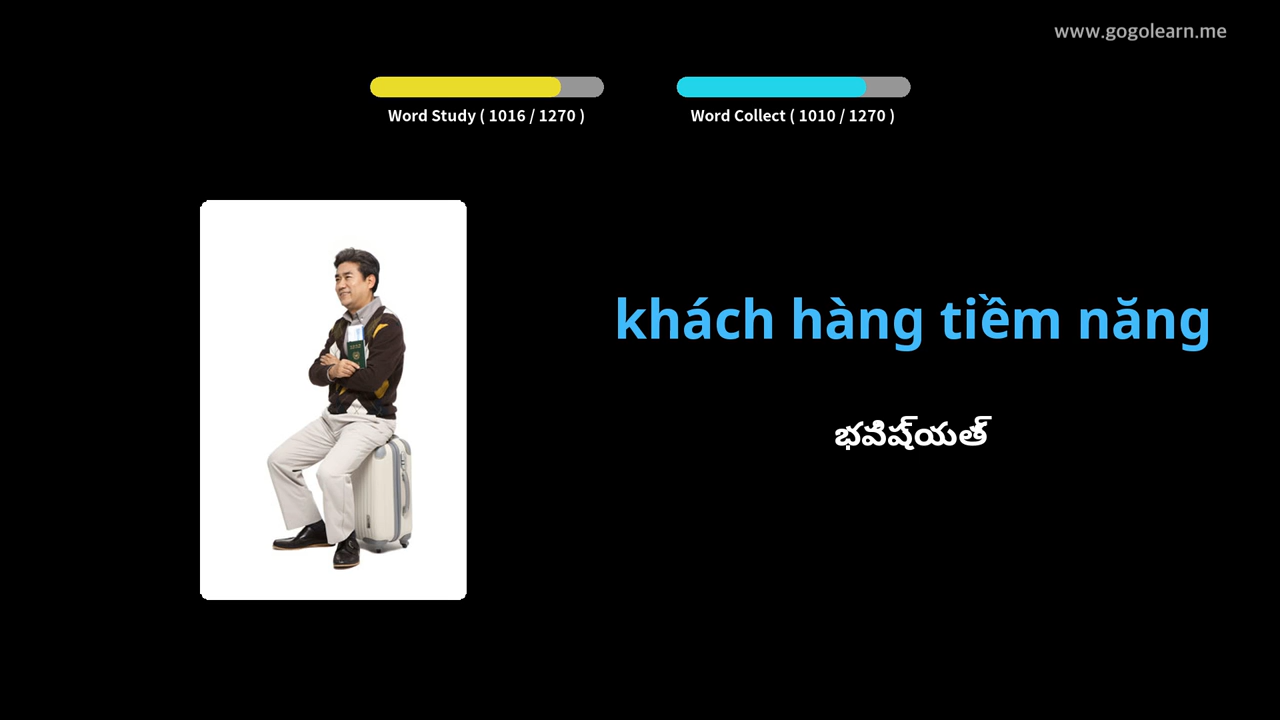 www.gogolearn.me
Word Study ( 1016 / 1270 )
Word Collect ( 1010 / 1270 )
khách hàng tiềm năng
భవిష్యత్